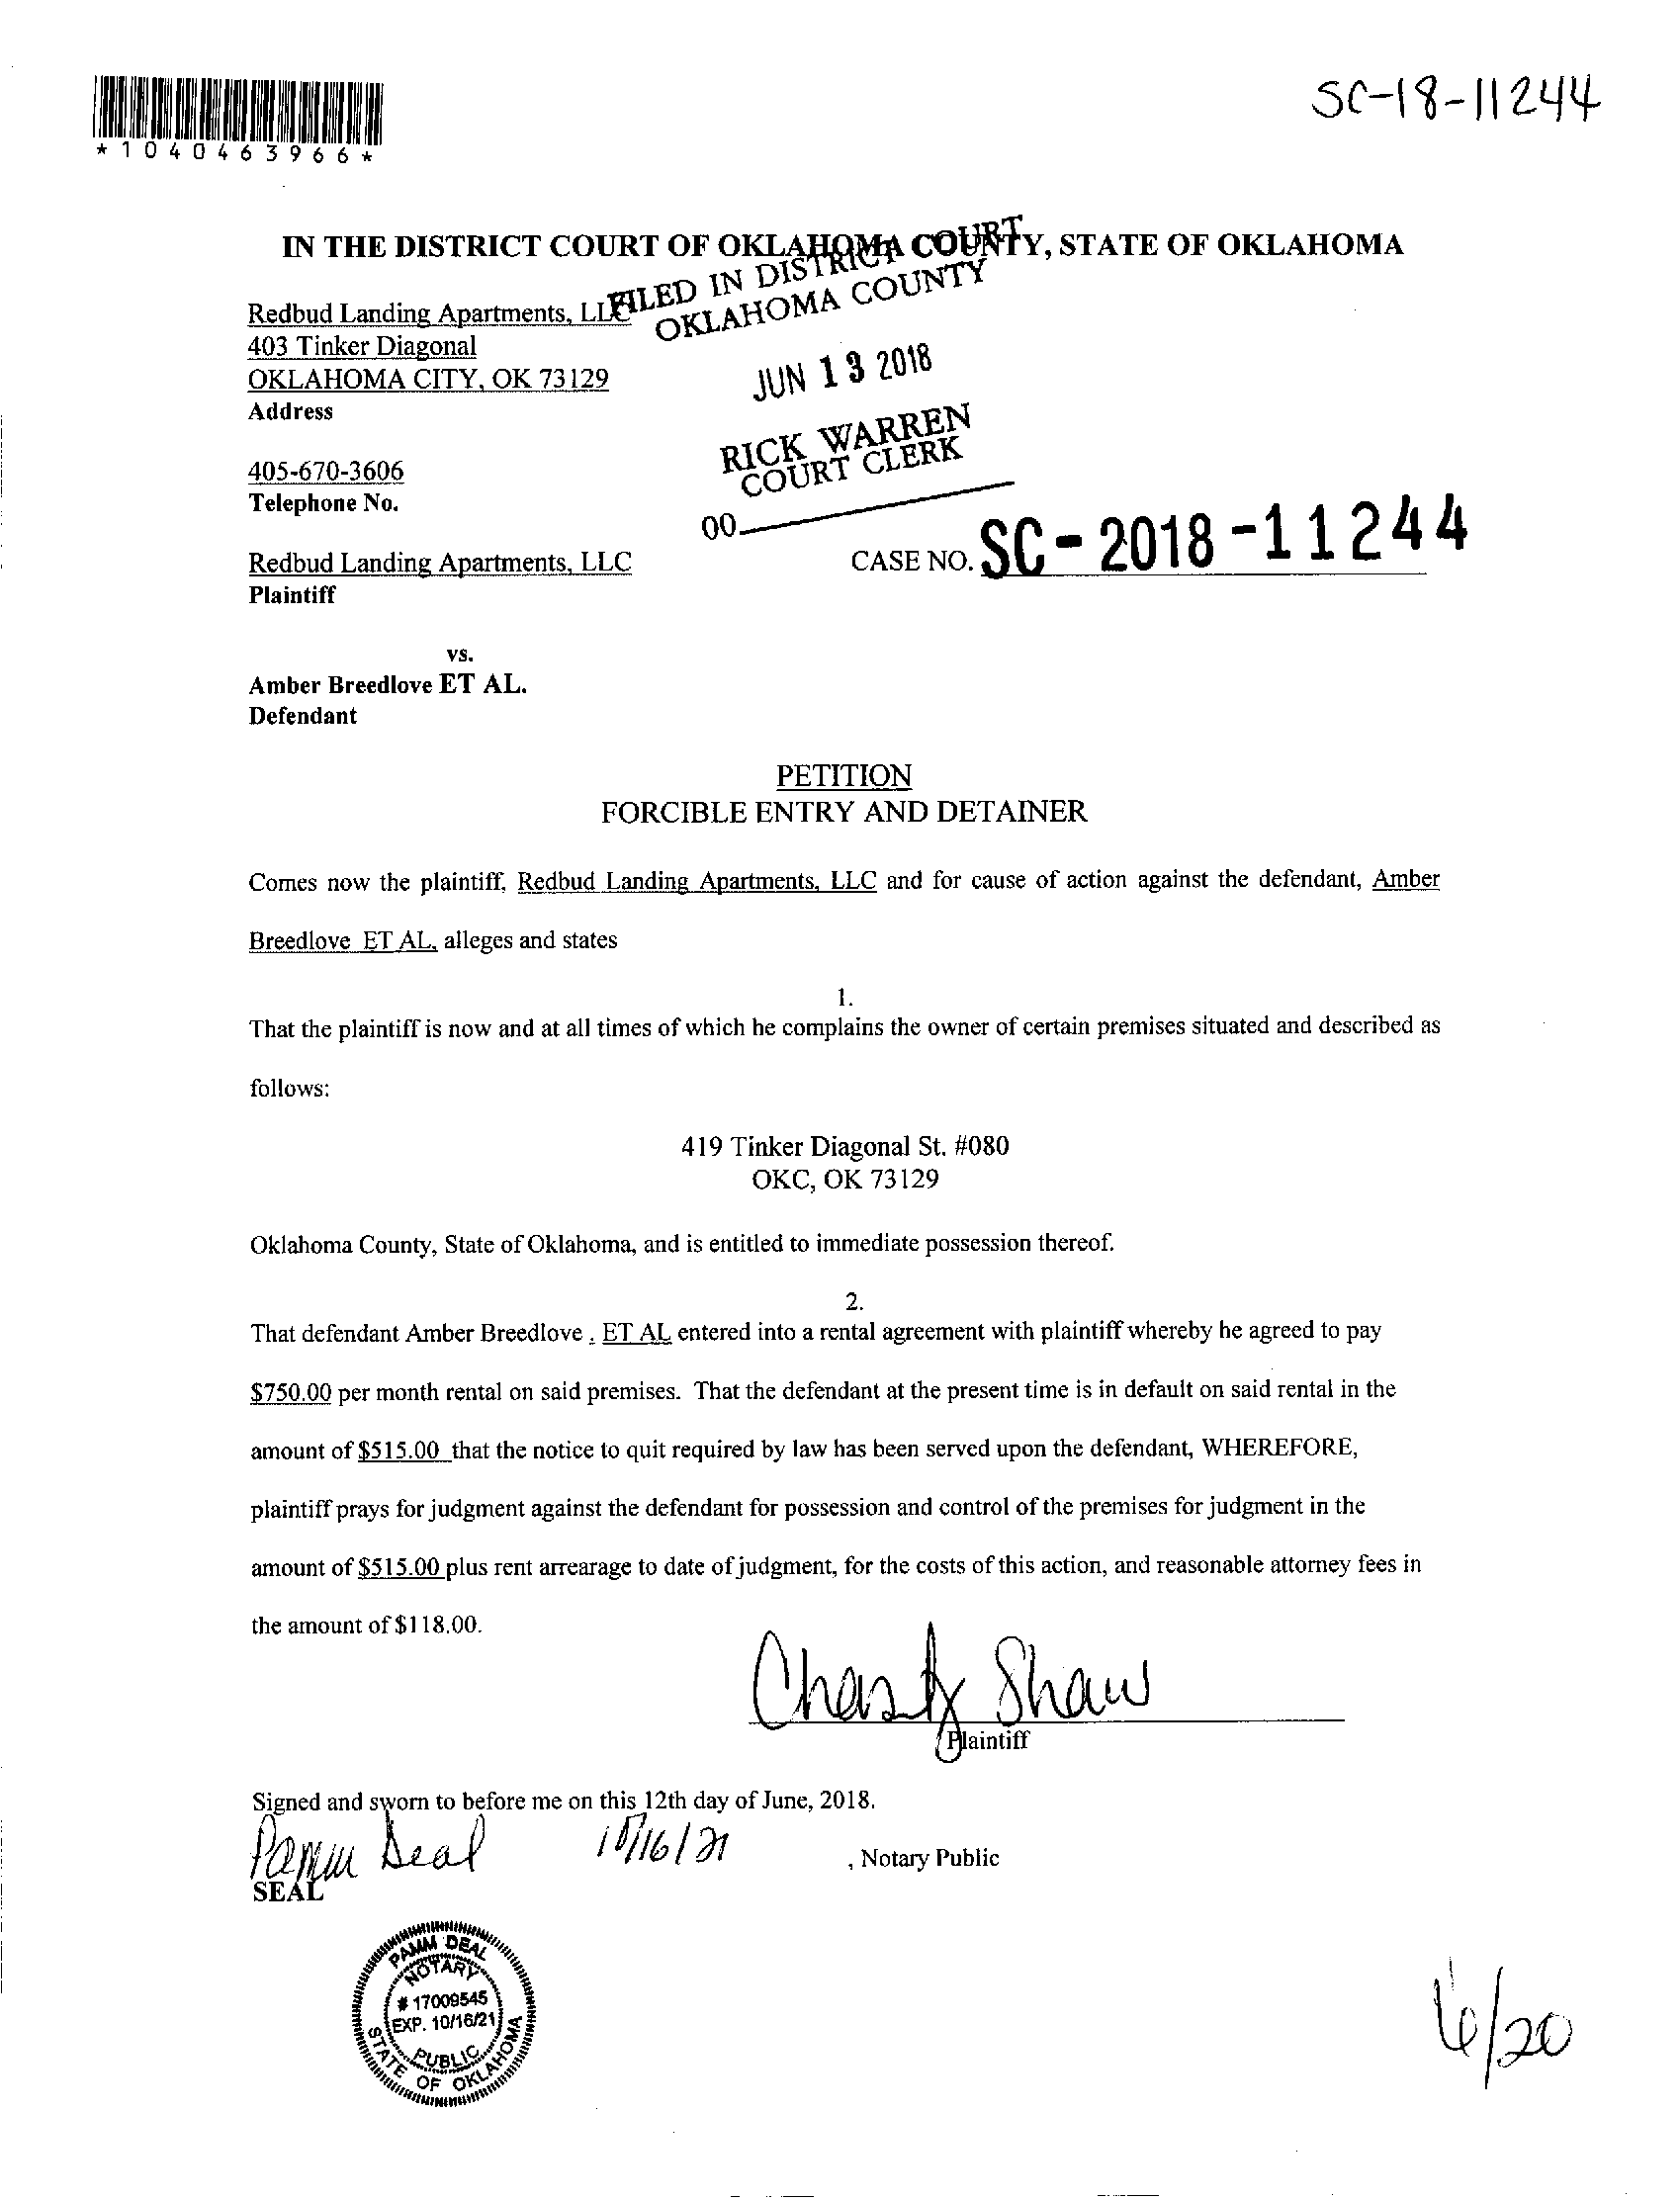 SC-18-11244
*1040463966*
IN THE DISTRICT COURT OF OKLAHOMA COUNTY, STATE OF OKLAHOMA
FILED IN DISTRICT COURT
OKLAHOMA COUNTY
JUN 13 2018
RICK WARREN
COURT CLERK
00
Redbud Landing Apartments, LLC
403 Tinker Diagonal
OKLAHOMA CITY, OK 73129
Address
405-670-3606
Telephone No.
Redbud Landing Apartments, LLC
Plaintiff
CASE NO. SC-2018-11244
vs.
Amber Breedlove ET AL.
Defendant
PETITION
FORCIBLE ENTRY AND DETAINER
Comes now the plaintiff, Redbud Landing Apartments, LLC and for cause of action against the defendant, Amber
Breedlove ET AL, alleges and states
1.
That the plaintiff is now and at all times of which he complains the owner of certain premises situated and described as
follows:
419 Tinker Diagonal St. #080
OKC, OK 73129
Oklahoma County, State of Oklahoma, and is entitled to immediate possession thereof.
2.
That defendant Amber Breedlove , ET AL entered into a rental agreement with plaintiff whereby he agreed to pay
$750.00 per month rental on said premises. That the defendant at the present time is in default on said rental in the
amount of $515.00 that the notice to quit required by law has been served upon the defendant, WHEREFORE,
plaintiff prays for judgment against the defendant for possession and control of the premises for judgment in the
amount of $515.00 plus rent arrearage to date of judgment, for the costs of this action, and reasonable attorney fees in
the amount of $118.00.
Chasity Shaw
Plaintiff
Signed and sworn to before me on this 12th day of June, 2018.
Pamm Deal 10/16/21 , Notary Public
SEAL
PAMM DEAL
NOTARY
# 17009545
EXP. 10/16/21
PUBLIC
STATE OF OKLAHOMA
6/20